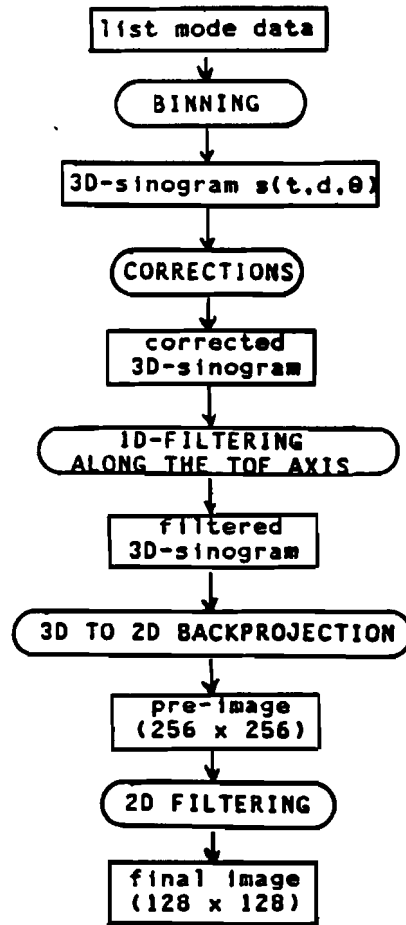 list mode data
BINNING
3D-sinogram s(t,d,θ)
CORRECTIONS
corrected
3D-sinogram
1D-FILTERING
ALONG THE TOF AXIS
filtered
3D-sinogram
3D TO 2D BACKPROJECTION
pre-image
(256 x 256)
2D FILTERING
final image
(128 x 128)